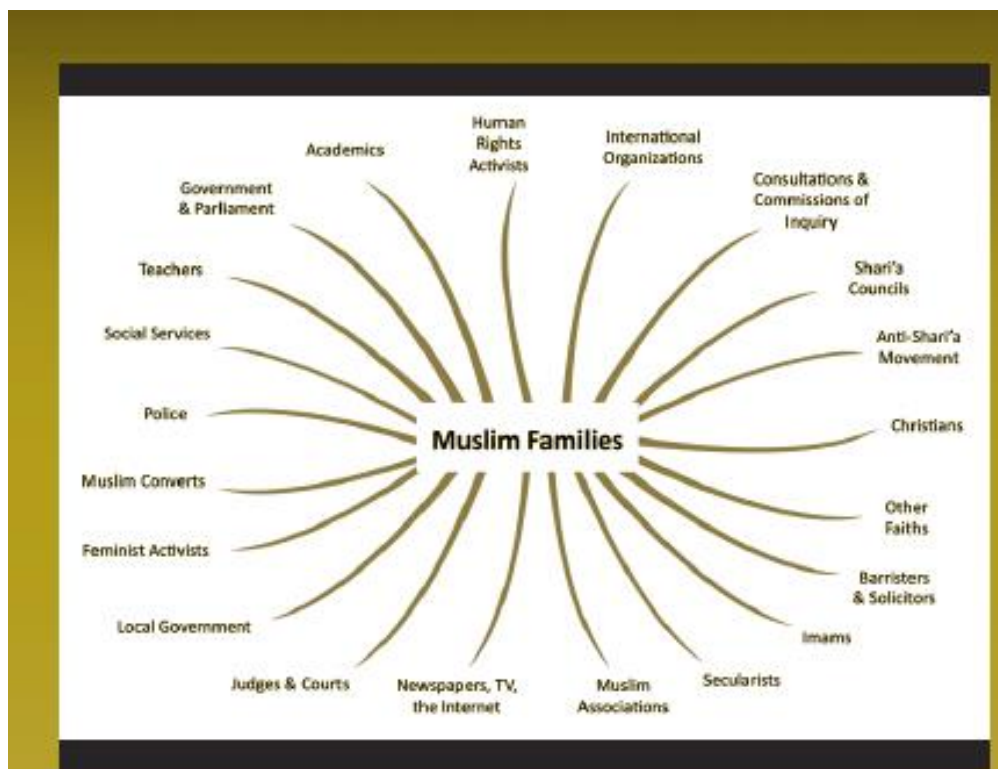 Human
Rights
Activists
International
Organizations
Consultations &
Commissions of
Inquiry
Shari'a
Councils
Anti-Shari'a
Movement
Christians
Other
Faiths
Barristers
& Solicitors
Imams
Secularists
Muslim
Associations
Newspapers, TV,
the Internet
Judges & Courts
Local Government
Feminist Activists
Muslim Converts
Police
Social Services
Teachers
Government
& Parliament
Academics
Muslim Families